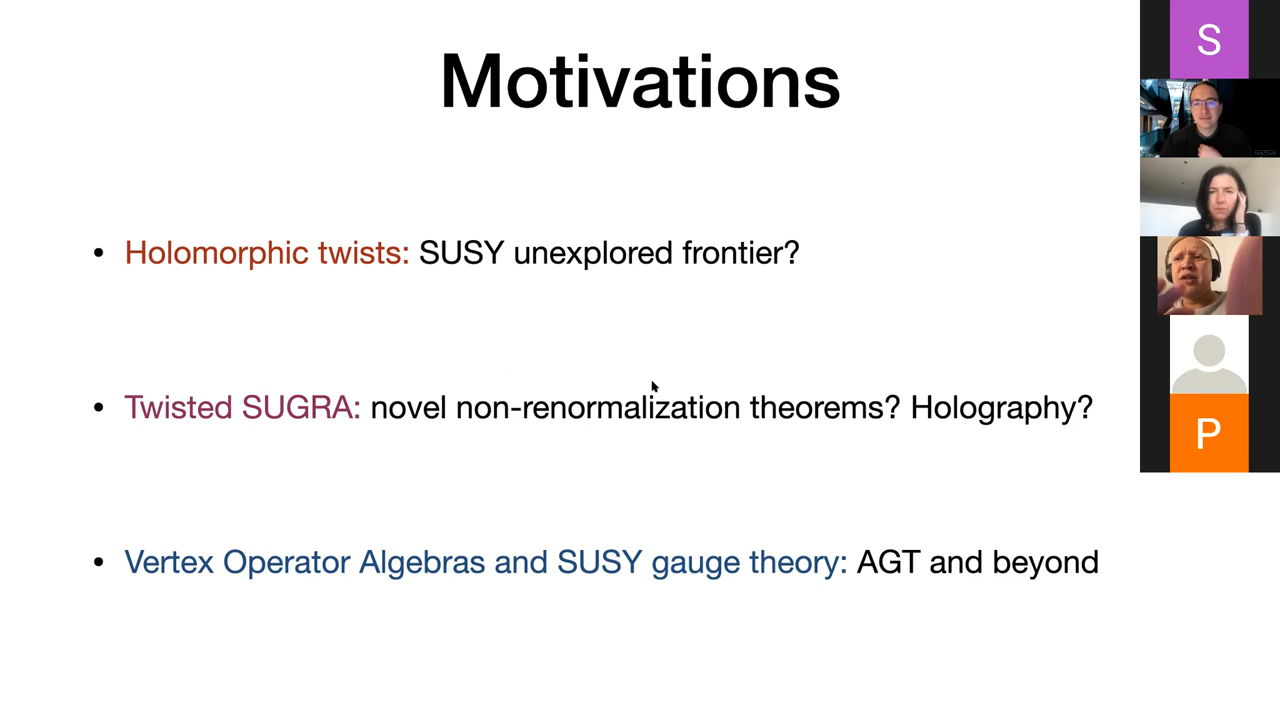 Motivations
• Holomorphic twists: SUSY unexplored frontier?
• Twisted SUGRA: novel non-renormalization theorems? Holography?
• Vertex Operator Algebras and SUSY gauge theory: AGT and beyond
S
P